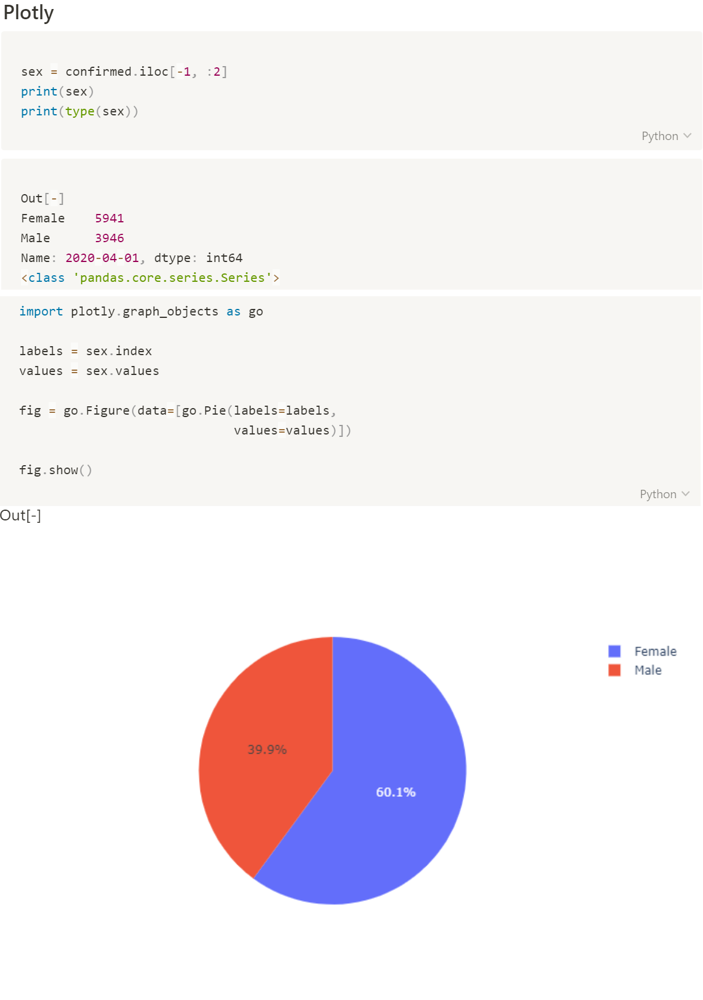 Plotly
sex = confirmed.iloc[-1, :2]
print(sex)
print(type(sex))
Python
Out[-]
Female    5941
Male      3946
Name: 2020-04-01, dtype: int64
<class 'pandas.core.series.Series'>
import plotly.graph_objects as go
labels = sex.index
values = sex.values
fig = go.Figure(data=[go.Pie(labels=labels,
                             values=values)])
fig.show()
Python
Out[-]
Female
Male
39.9%
60.1%